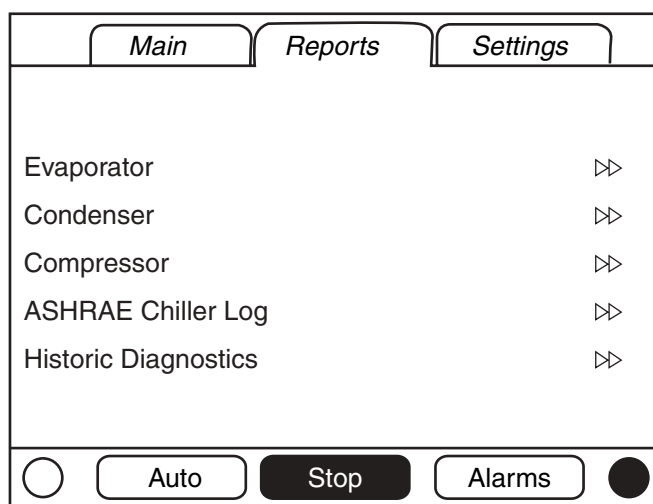 Main Reports Settings
Evaporator
Condenser
Compressor
ASHRAE Chiller Log
Historic Diagnostics
Auto Stop Alarms